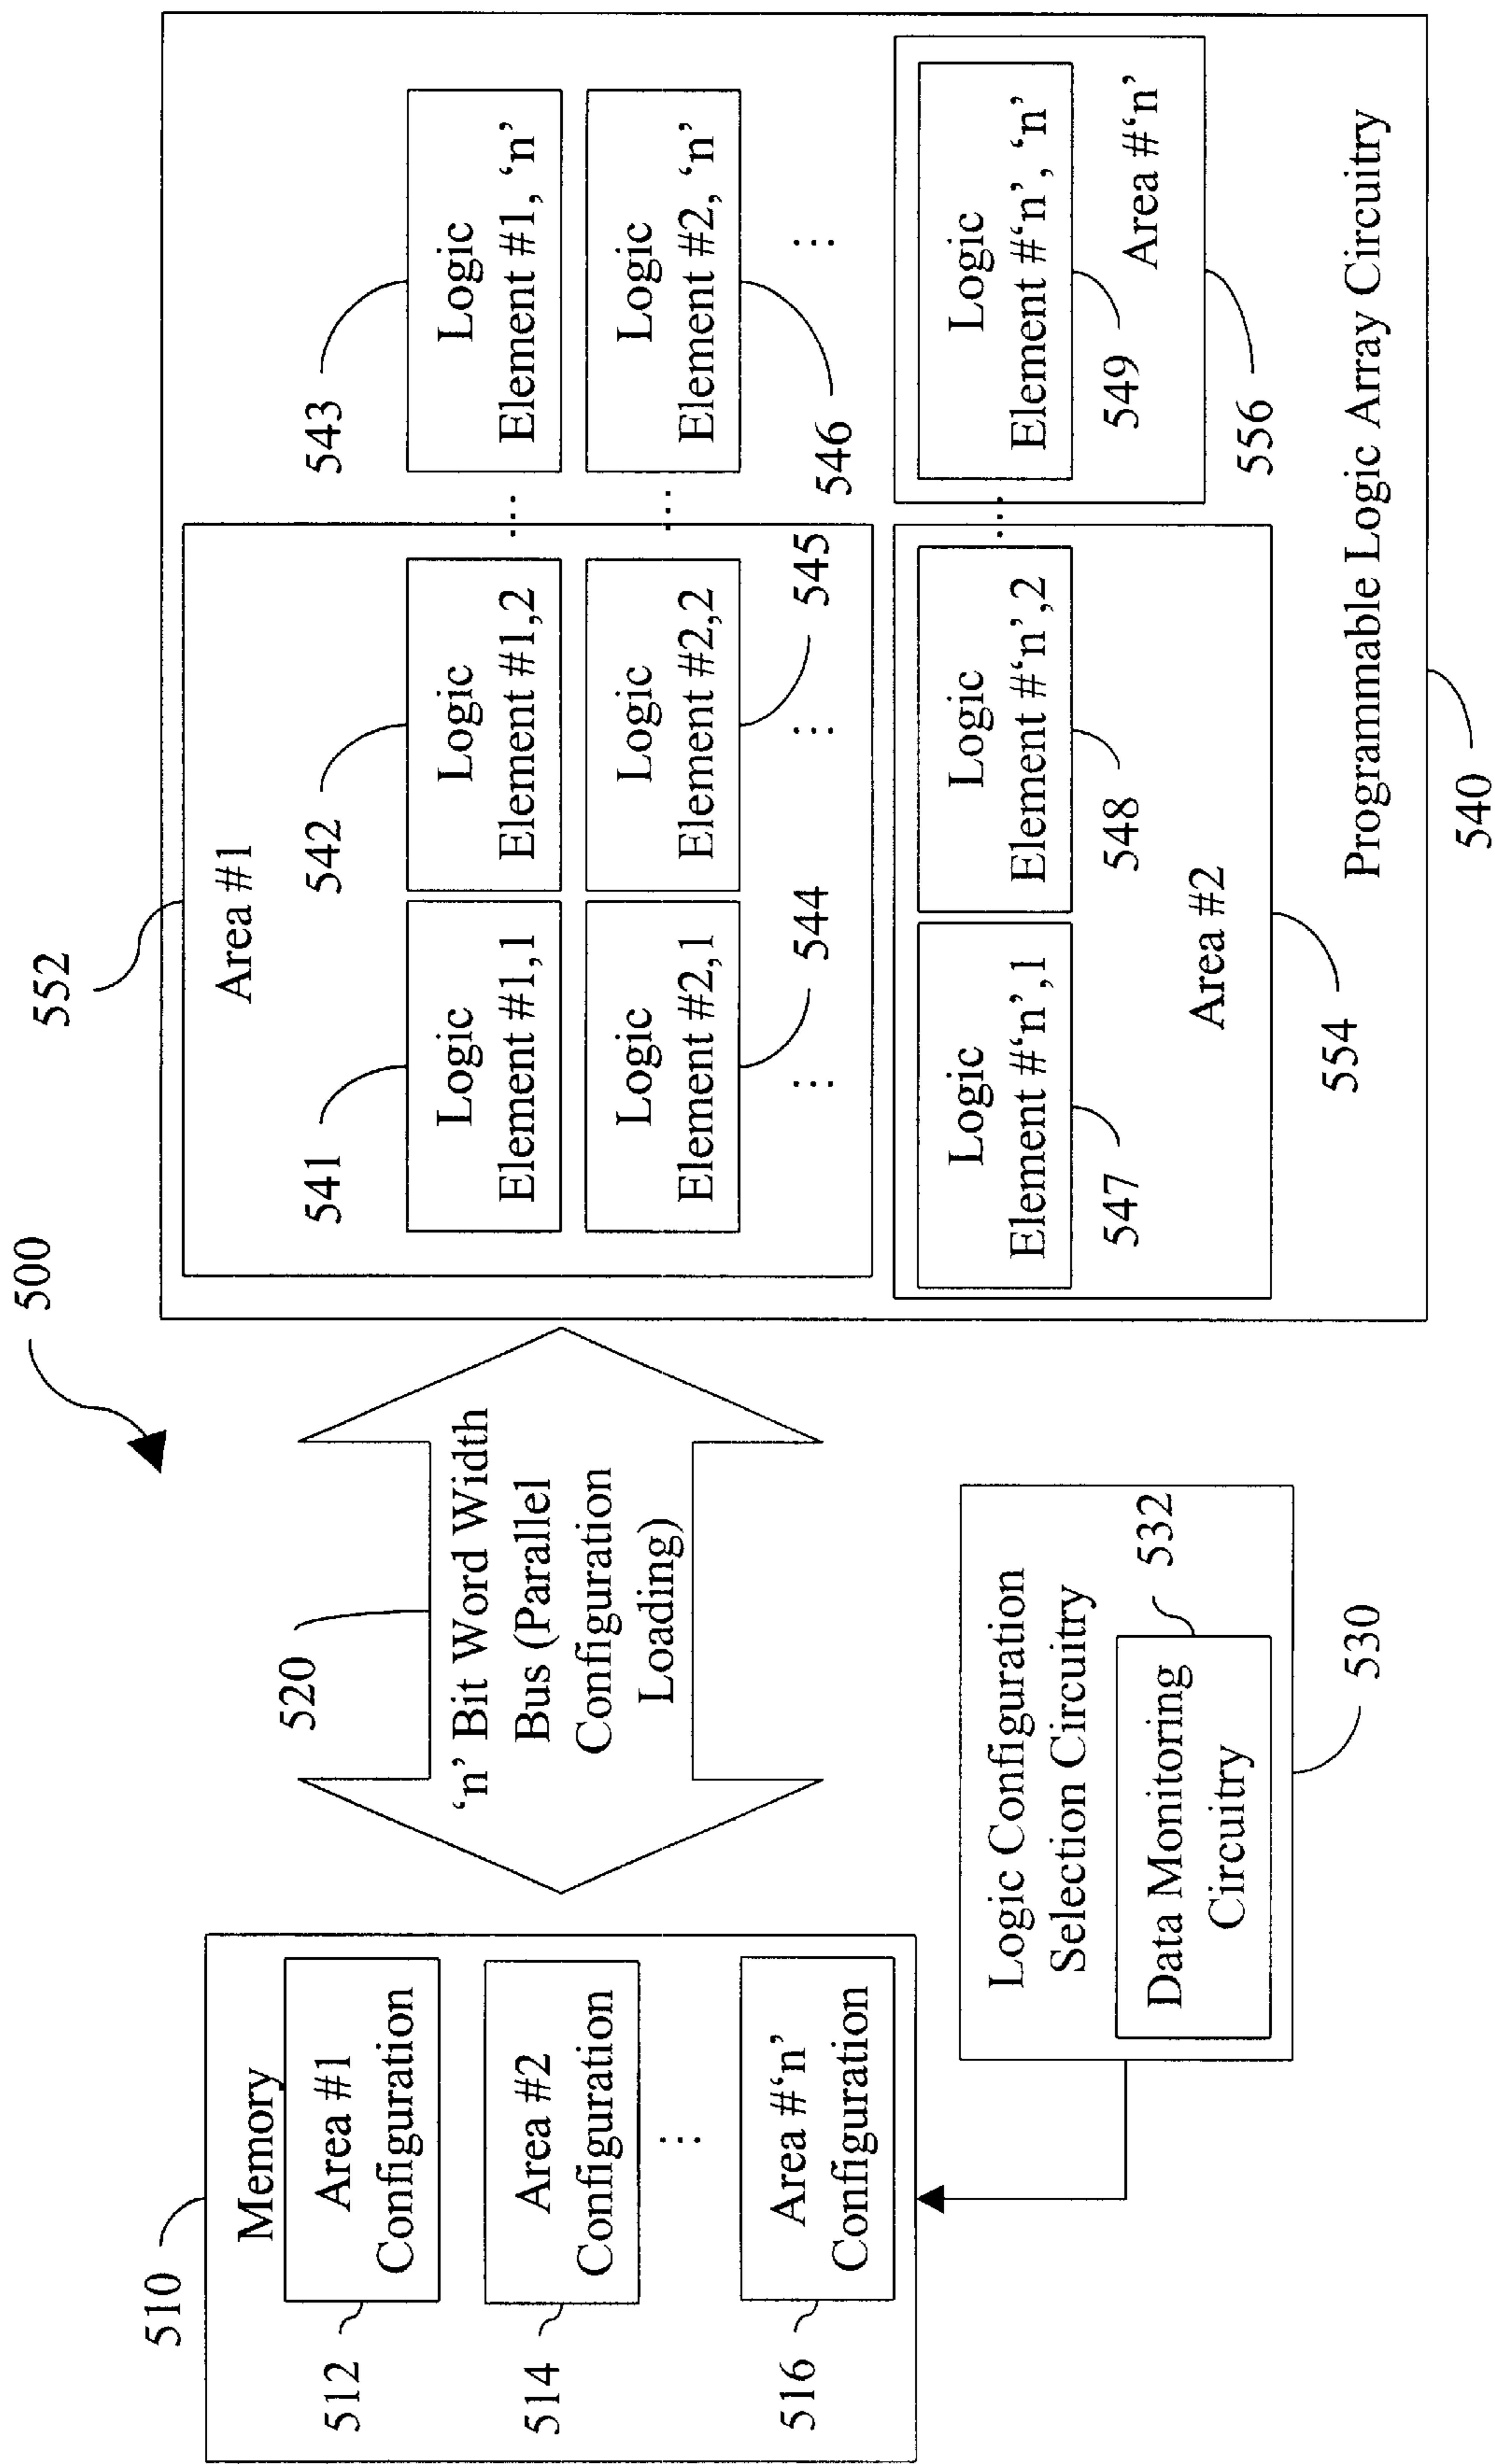 500
510
Memory
512
Area #1
Configuration
514
Area #2
Configuration
⋮
516
Area #‘n’
Configuration
520
‘n’ Bit Word Width
Bus (Parallel
Configuration
Loading)
Logic Configuration
Selection Circuitry
532
Data Monitoring
Circuitry
530
552
Area #1
541
Logic
Element #1,1
542
Logic
Element #1,2
...
543
Logic
Element #1, ‘n’
Logic
Element #2,1
544
Logic
Element #2,2
545
...
Logic
Element #2, ‘n’
546
⋮
⋮
⋮
Logic
Element #‘n’,1
547
Logic
Element #‘n’,2
548
...
Logic
Element #‘n’, ‘n’
549
Area #2
554
Area #‘n’
556
Programmable Logic Array Circuitry
540